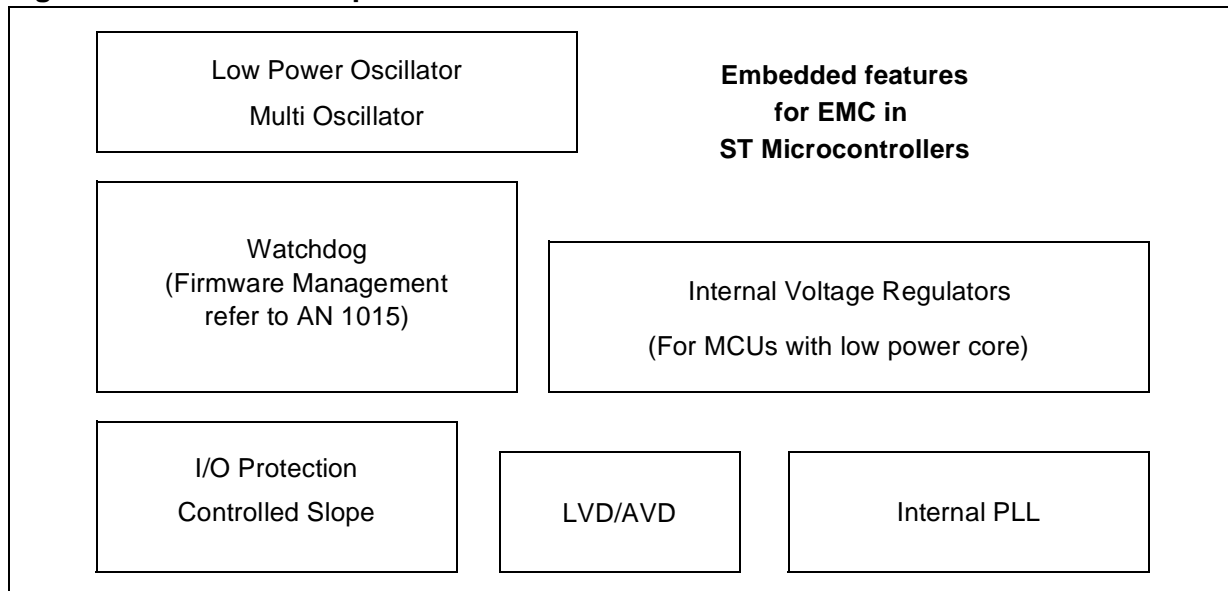 Low Power Oscillator
Multi Oscillator
Embedded features
for EMC in
ST Microcontrollers
Watchdog
(Firmware Management
refer to AN 1015)
Internal Voltage Regulators
(For MCUs with low power core)
I/O Protection
Controlled Slope
LVD/AVD
Internal PLL